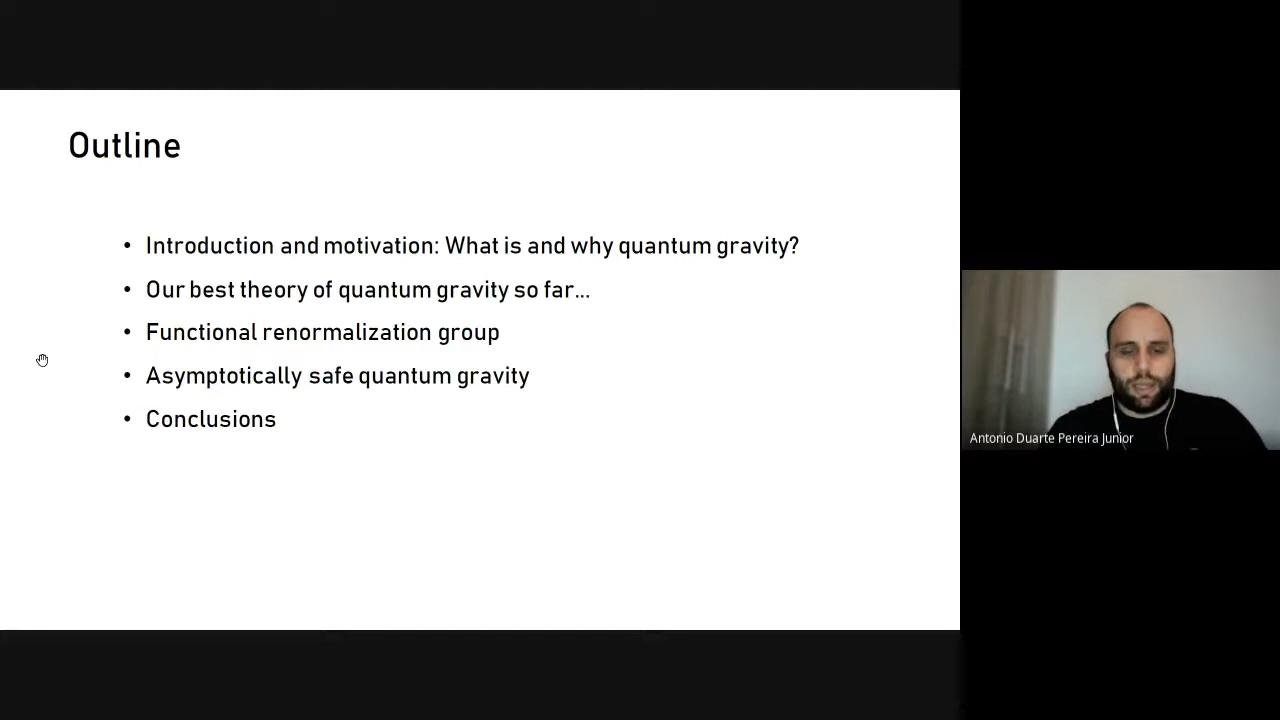 Outline
• Introduction and motivation: What is and why quantum gravity?
• Our best theory of quantum gravity so far...
• Functional renormalization group
• Asymptotically safe quantum gravity
• Conclusions
Antonio Duarte Pereira Junior